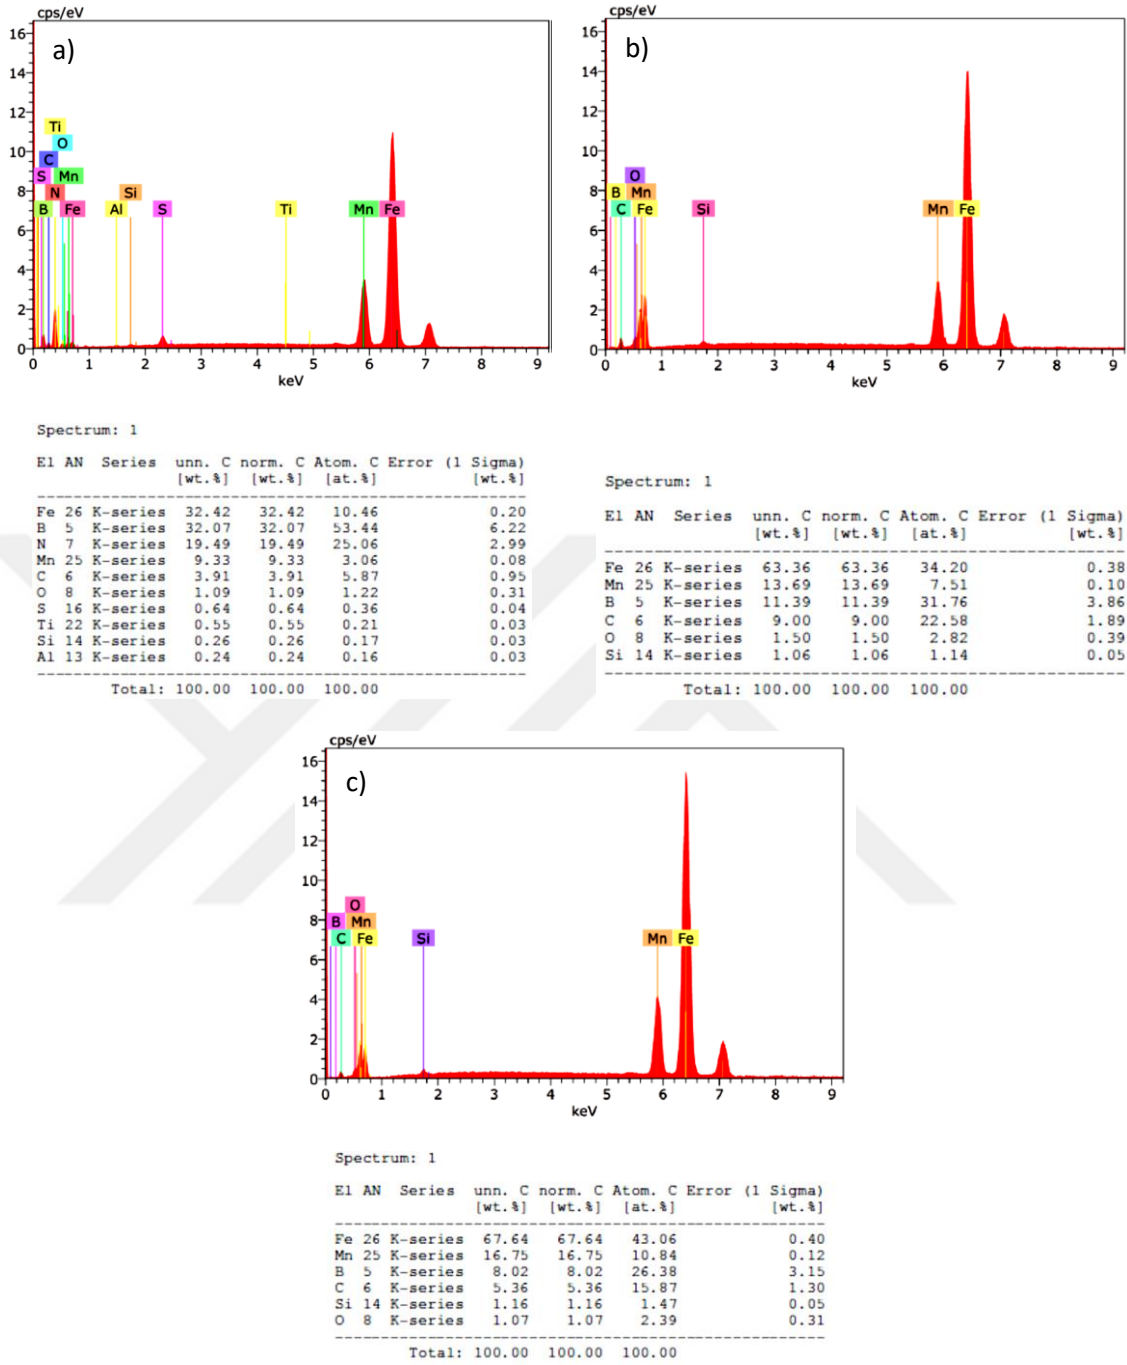 cps/eV
a)
16
14
12
10
8
6
4
2
0
Ti
O
C
S Mn
N
B Fe Al Si S Ti Mn Fe
0 1 2 3 4 5 6 7 8 9
keV
Spectrum: 1
El AN Series unn. C norm. C Atom. C Error (1 Sigma)
[wt.%] [wt.%] [at.%] [wt.%]
Fe 26 K-series 32.42 32.42 10.46 0.20
B 5 K-series 32.07 32.07 53.44 6.22
N 7 K-series 19.49 19.49 25.06 2.99
Mn 25 K-series 9.33 9.33 3.06 0.08
C 6 K-series 3.91 3.91 5.87 0.95
O 8 K-series 1.09 1.09 1.22 0.31
S 16 K-series 0.64 0.64 0.36 0.04
Ti 22 K-series 0.55 0.55 0.21 0.03
Si 14 K-series 0.26 0.26 0.17 0.03
Al 13 K-series 0.24 0.24 0.16 0.03
Total: 100.00 100.00 100.00
cps/eV
b)
16
14
12
10
8
6
4
2
0
O
B Mn
C Fe Si Mn Fe
0 1 2 3 4 5 6 7 8 9
keV
Spectrum: 1
El AN Series unn. C norm. C Atom. C Error (1 Sigma)
[wt.%] [wt.%] [at.%] [wt.%]
Fe 26 K-series 63.36 63.36 34.20 0.38
Mn 25 K-series 13.69 13.69 7.51 0.10
B 5 K-series 11.39 11.39 31.76 3.86
C 6 K-series 9.00 9.00 22.58 1.89
O 8 K-series 1.50 1.50 2.82 0.39
Si 14 K-series 1.06 1.06 1.14 0.05
Total: 100.00 100.00 100.00
cps/eV
c)
16
14
12
10
8
6
4
2
0
O
B Mn
C Fe Si Mn Fe
0 1 2 3 4 5 6 7 8 9
keV
Spectrum: 1
El AN Series unn. C norm. C Atom. C Error (1 Sigma)
[wt.%] [wt.%] [at.%] [wt.%]
Fe 26 K-series 67.64 67.64 43.06 0.40
Mn 25 K-series 16.75 16.75 10.84 0.12
B 5 K-series 8.02 8.02 26.38 3.15
C 6 K-series 5.36 5.36 15.87 1.30
Si 14 K-series 1.16 1.16 1.47 0.05
O 8 K-series 1.07 1.07 2.39 0.31
Total: 100.00 100.00 100.00